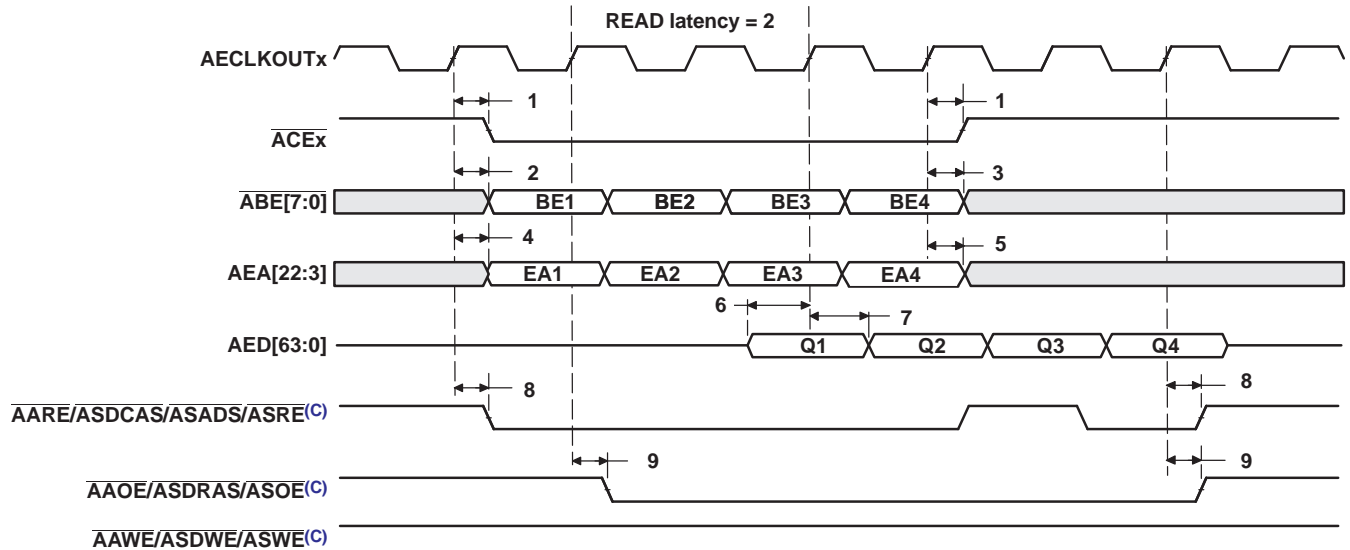 READ latency = 2
AECLKOUTx
1 1
ACEx
2 3
ABE[7:0] BE1 BE2 BE3 BE4
4 5
AEA[22:3] EA1 EA2 EA3 EA4
6 7
AED[63:0] Q1 Q2 Q3 Q4
8 8
AARE/ASDCAS/ASADS/ASRE(C)
9 9
AAOE/ASDRAS/ASOE(C)
AAWE/ASDWE/ASWE(C)